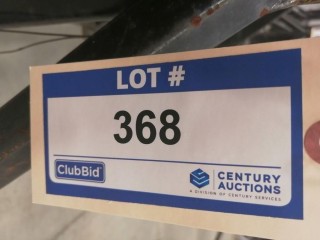 LOT #
368
ClubBid
CENTURY
AUCTIONS
A DIVISION OF CENTURY SERVICES